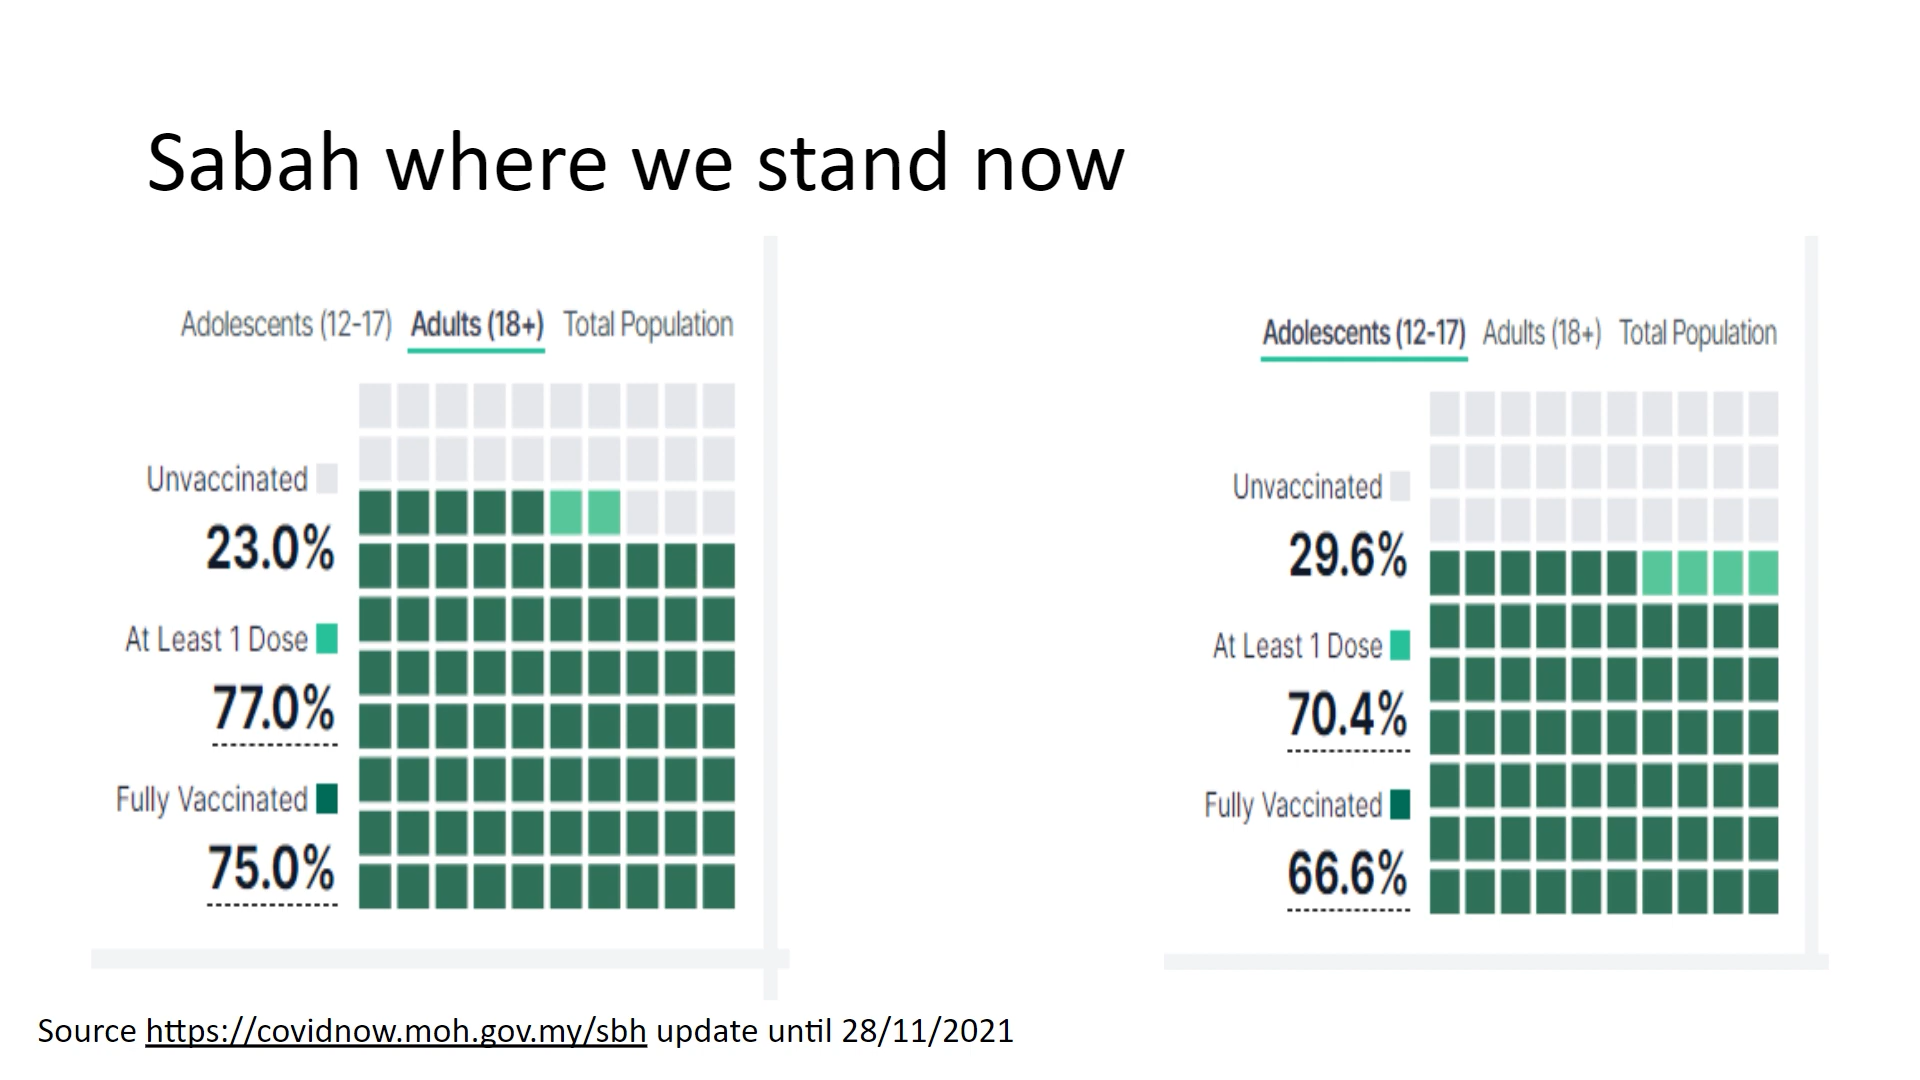 Sabah where we stand now
Adolescents (12-17) Adults (18+) Total Population
Unvaccinated
23.0%
At Least 1 Dose
77.0%
Fully Vaccinated
75.0%
Adolescents (12-17) Adults (18+) Total Population
Unvaccinated
29.6%
At Least 1 Dose
70.4%
Fully Vaccinated
66.6%
Source https://covidnow.moh.gov.my/sbh update until 28/11/2021